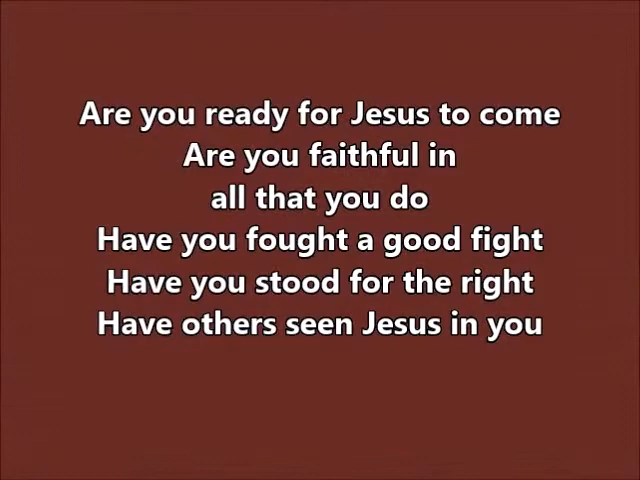 Are you ready for Jesus to come
Are you faithful in
all that you do
Have you fought a good fight
Have you stood for the right
Have others seen Jesus in you